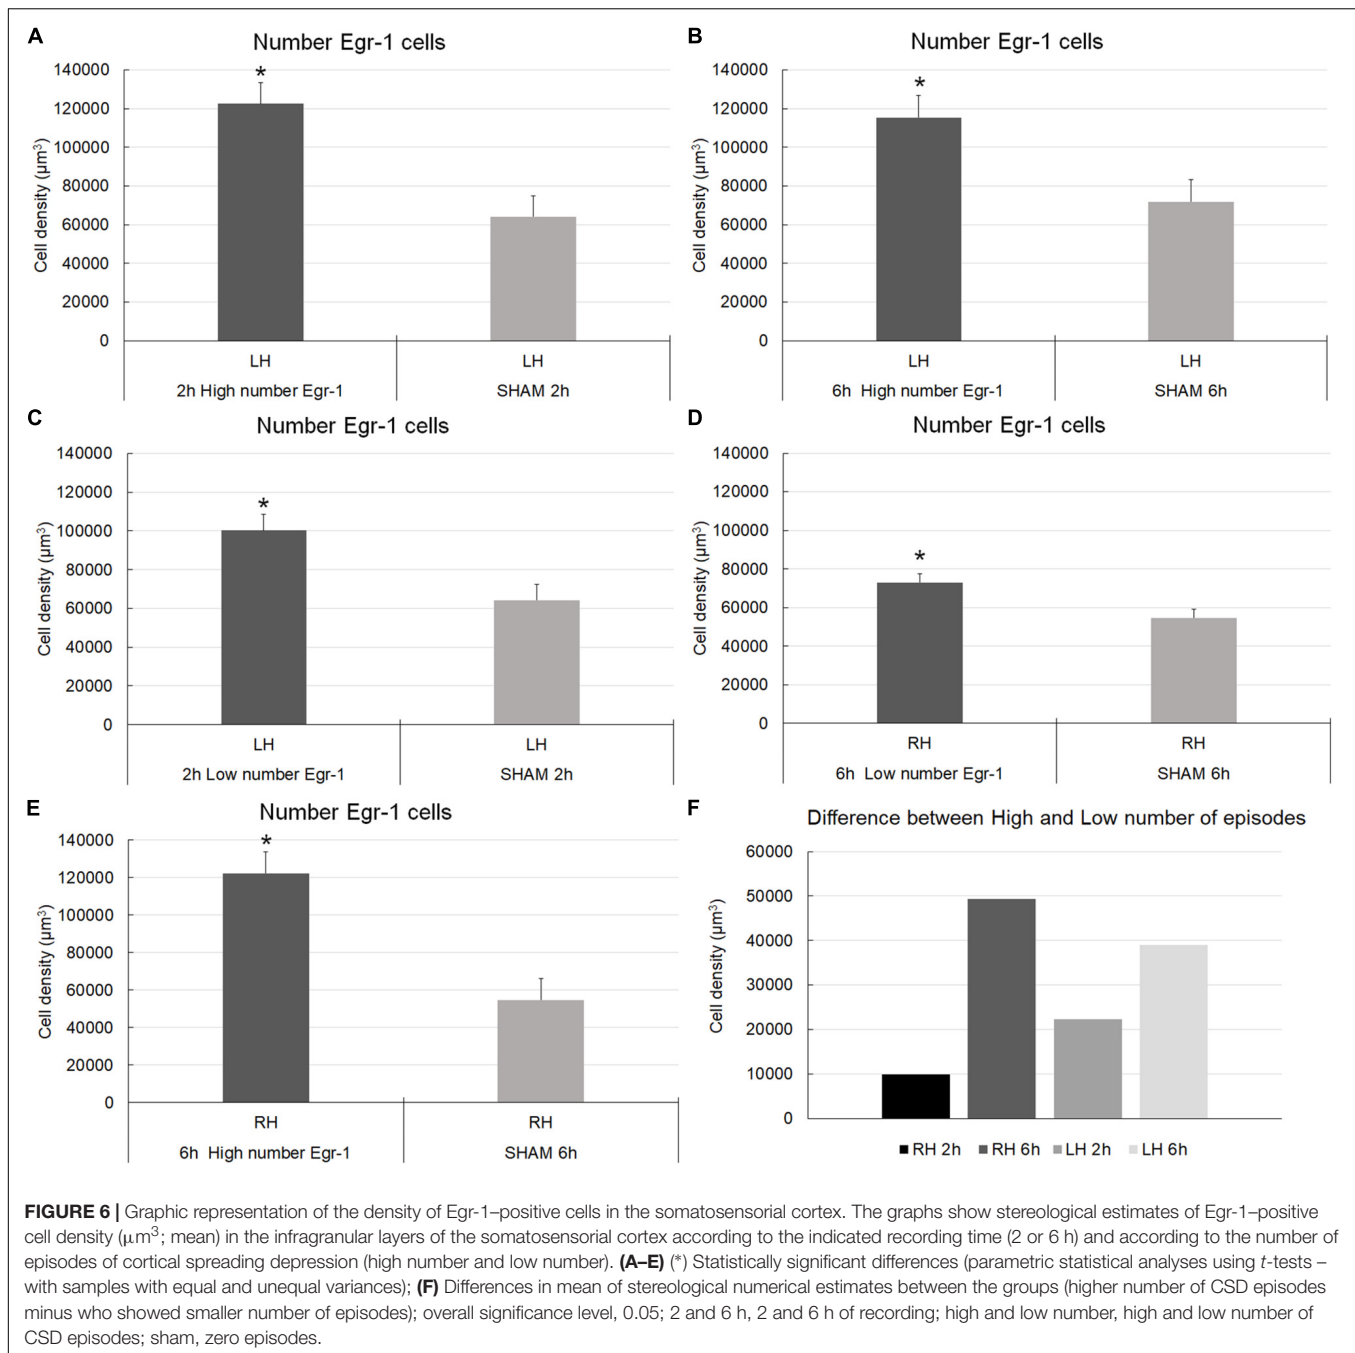 A
Number Egr-1 cells
140000
120000
100000
80000
60000
40000
20000
0
Cell density (µm³)
*
LH
LH
2h High number Egr-1
SHAM 2h
B
Number Egr-1 cells
140000
120000
100000
80000
60000
40000
20000
0
Cell density (µm³)
*
LH
LH
6h High number Egr-1
SHAM 6h
C
Number Egr-1 cells
140000
120000
100000
80000
60000
40000
20000
0
Cell density (µm³)
*
LH
LH
2h Low number Egr-1
SHAM 2h
D
Number Egr-1 cells
140000
120000
100000
80000
60000
40000
20000
0
Cell density (µm³)
*
RH
RH
6h Low number Egr-1
SHAM 6h
E
Number Egr-1 cells
140000
120000
100000
80000
60000
40000
20000
0
Cell density (µm³)
*
RH
RH
6h High number Egr-1
SHAM 6h
F
Difference between High and Low number of episodes
60000
50000
40000
30000
20000
10000
0
Cell density (µm³)
RH 2h RH 6h LH 2h LH 6h
FIGURE 6 | Graphic representation of the density of Egr-1–positive cells in the somatosensorial cortex. The graphs show stereological estimates of Egr-1–positive
cell density (µm³; mean) in the infragranular layers of the somatosensorial cortex according to the indicated recording time (2 or 6 h) and according to the number of
episodes of cortical spreading depression (high number and low number). (A–E) (*) Statistically significant differences (parametric statistical analyses using t-tests –
with samples with equal and unequal variances); (F) Differences in mean of stereological numerical estimates between the groups (higher number of CSD episodes
minus who showed smaller number of episodes); overall significance level, 0.05; 2 and 6 h, 2 and 6 h of recording; high and low number, high and low number of
CSD episodes; sham, zero episodes.